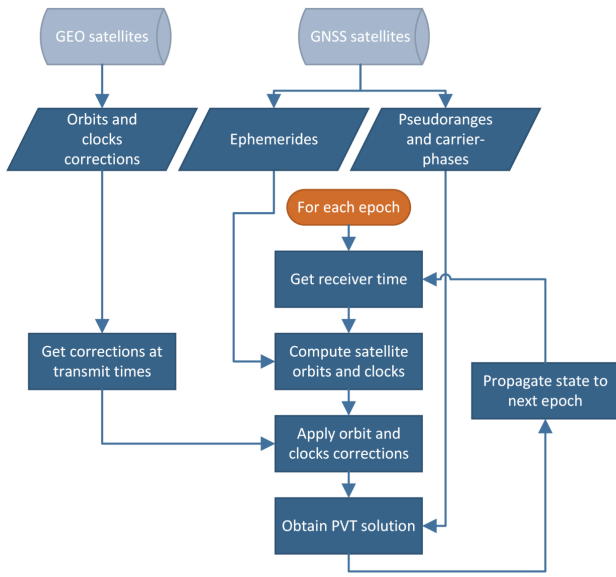 GEO satellites
GNSS satellites
Orbits and
clocks
corrections
Ephemerides
Pseudoranges
and carrier-
phases
For each epoch
Get receiver time
Get corrections at
transmit times
Compute satellite
orbits and clocks
Propagate state to
next epoch
Apply orbit and
clocks corrections
Obtain PVT solution